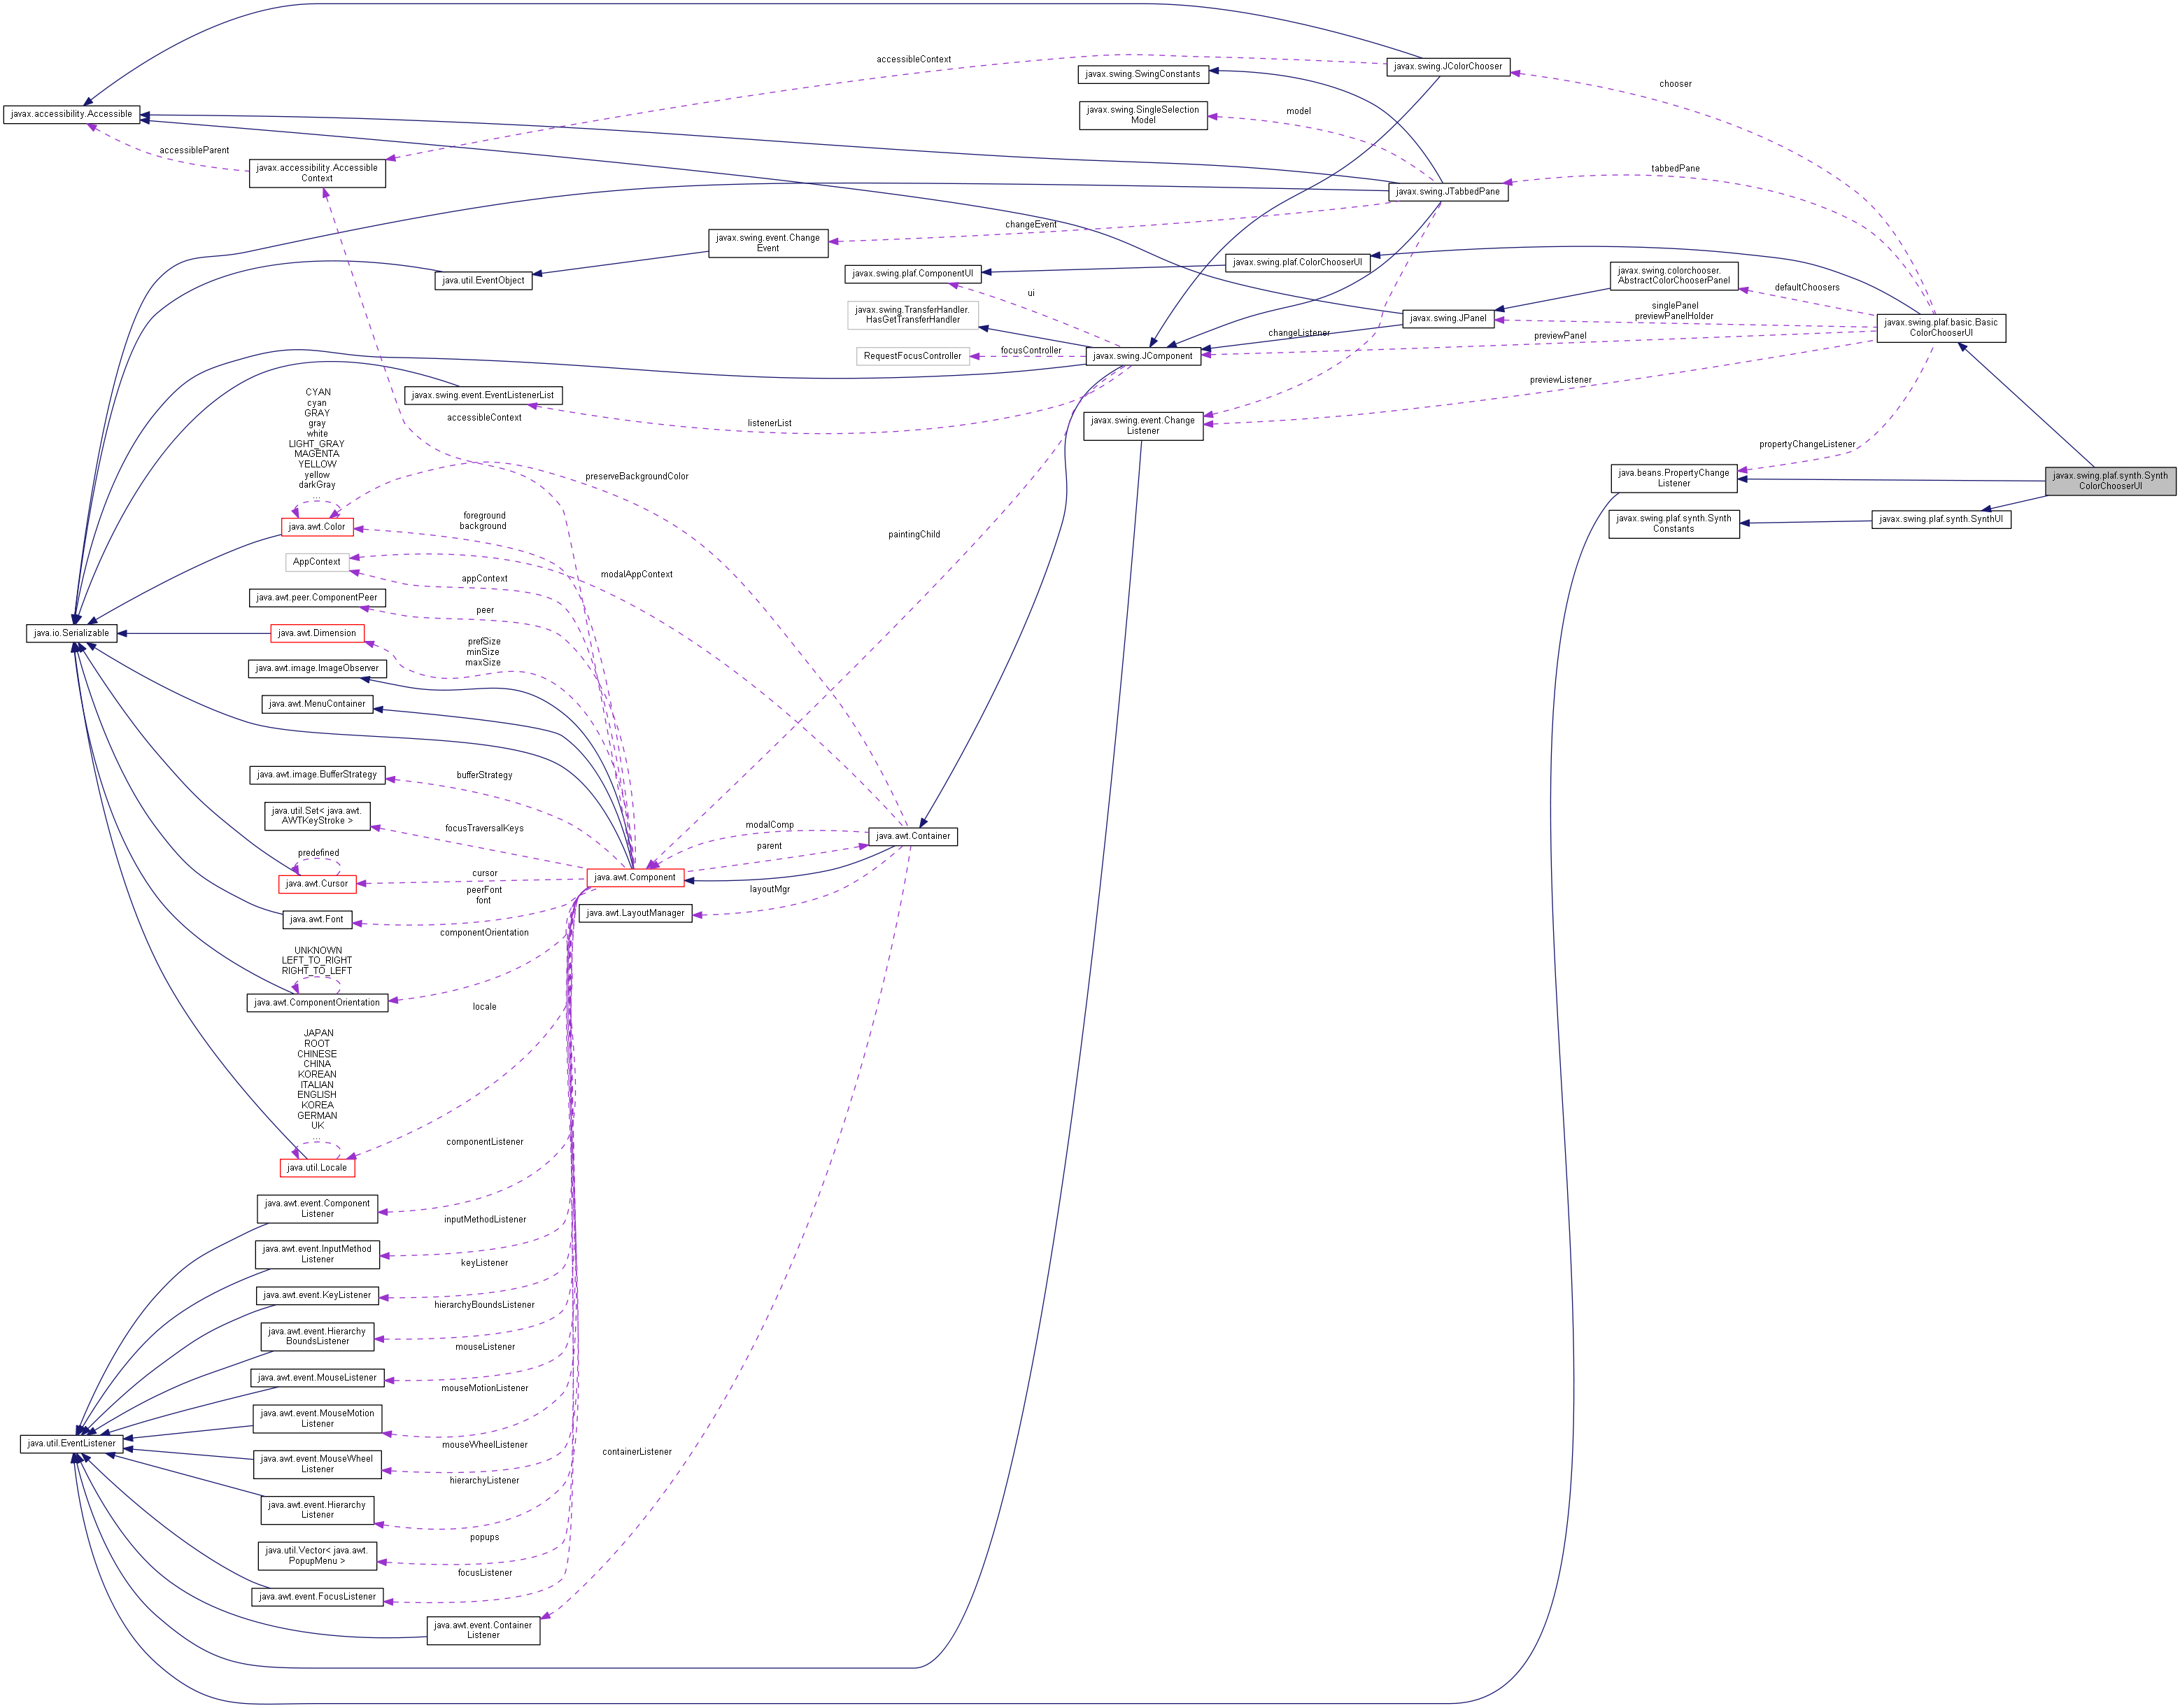 accessibleContext
javax.swing.JColorChooser
javax.swing.SwingConstants
chooser
javax.accessibility.Accessible
javax.swing.SingleSelection
Model
model
accessibleParent
javax.accessibility.Accessible
Context
tabbedPane
javax.swing.JTabbedPane
changeEvent
javax.swing.event.Change
Event
javax.swing.plaf.ColorChooserUI
javax.swing.plaf.ComponentUI
java.util.EventObject
javax.swing.colorchooser.
AbstractColorChooserPanel
defaultChoosers
ui
javax.swing.TransferHandler.
HasGetTransferHandler
singlePanel
previewPanelHolder
javax.swing.JPanel
javax.swing.plaf.basic.Basic
ColorChooserUI
changeListener
previewPanel
RequestFocusController
focusController
javax.swing.JComponent
previewListener
javax.swing.event.EventListenerList
CYAN
cyan
GRAY
gray
white
LIGHT_GRAY
MAGENTA
YELLOW
yellow
darkGray
...
accessibleContext
listenerList
javax.swing.event.Change
Listener
propertyChangeListener
preserveBackgroundColor
java.beans.PropertyChange
Listener
javax.swing.plaf.synth.Synth
ColorChooserUI
foreground
background
java.awt.Color
javax.swing.plaf.synth.Synth
Constants
javax.swing.plaf.synth.SynthUI
paintingChild
AppContext
appContext
modalAppContext
java.awt.peer.ComponentPeer
peer
java.io.Serializable
java.awt.Dimension
prefSize
minSize
maxSize
java.awt.image.ImageObserver
java.awt.MenuContainer
java.awt.image.BufferStrategy
bufferStrategy
java.util.Set< java.awt.
AWTKeyStroke >
focusTraversalKeys
modalComp
parent
java.awt.Container
predefined
java.awt.Cursor
cursor
java.awt.Component
layoutMgr
peerFont
font
java.awt.Font
java.awt.LayoutManager
componentOrientation
UNKNOWN
LEFT_TO_RIGHT
RIGHT_TO_LEFT
java.awt.ComponentOrientation
locale
JAPAN
ROOT
CHINESE
CHINA
KOREAN
ITALIAN
ENGLISH
KOREA
GERMAN
UK
...
java.util.Locale
componentListener
java.awt.event.Component
Listener
inputMethodListener
java.awt.event.InputMethod
Listener
keyListener
java.awt.event.KeyListener
hierarchyBoundsListener
java.awt.event.Hierarchy
BoundsListener
mouseListener
java.awt.event.MouseListener
mouseMotionListener
java.awt.event.MouseMotion
Listener
java.util.EventListener
mouseWheelListener
containerListener
java.awt.event.MouseWheel
Listener
hierarchyListener
java.awt.event.Hierarchy
Listener
popups
java.util.Vector< java.awt.
PopupMenu >
focusListener
java.awt.event.FocusListener
java.awt.event.Container
Listener